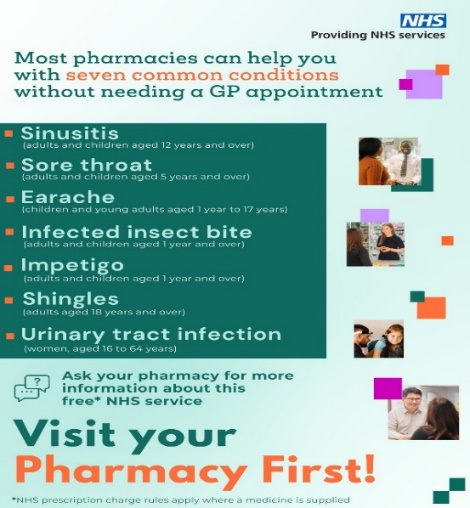 NHS
Providing NHS services
Most pharmacies can help you
with seven common conditions
without needing a GP appointment
Sinusitis
(adults and children aged 12 years and over)
Sore throat
(adults and children aged 5 years and over)
Earache
(children and young adults aged 1 year to 17 years)
Infected insect bite
(adults and children aged 1 year and over)
Impetigo
(adults and children aged 1 year and over)
Shingles
(adults aged 18 years and over)
Urinary tract infection
(women, aged 16 to 64 years)
?
Ask your pharmacy for more
information about this
free* NHS service
Visit your
Pharmacy First!
*NHS prescription charge rules apply where a medicine is supplied